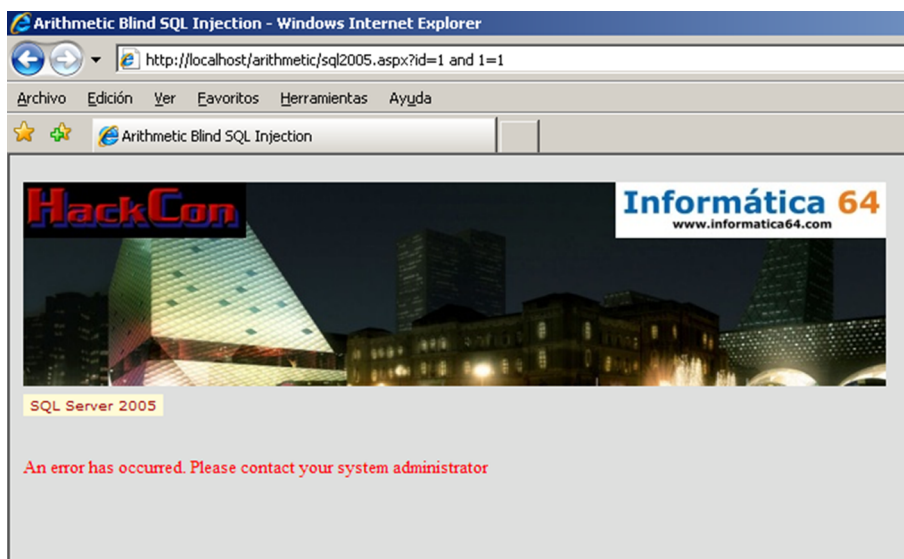 Arithmetic Blind SQL Injection - Windows Internet Explorer
http://localhost/arithmetic/sql2005.aspx?id=1 and 1=1
Archivo Edición Ver Favoritos Herramientas Ayuda
Arithmetic Blind SQL Injection
HackCon
Informática 64
www.informatica64.com
SQL Server 2005
An error has occurred. Please contact your system administrator